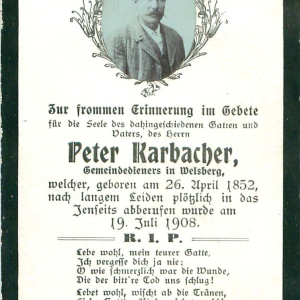 Zur frommen Erinnerung im Gebete
für die Seele des dahingeschiedenen Gatten und
Vaters, des Herrn
Peter Karbacher,
Gemeindedieners in Welsberg,
welcher, geboren am 26. April 1852,
nach langem Leiden plötzlich in das
Jenseits abberufen wurde am
19. Juli 1908.
R. I. P.
Lebe wohl, mein teurer Gatte,
Ich vergesse dich ja nie;
O wie schmerzlich war die Wunde,
Die der bitt're Tod uns schlug!
Lebet wohl, wischt ab die Tränen,